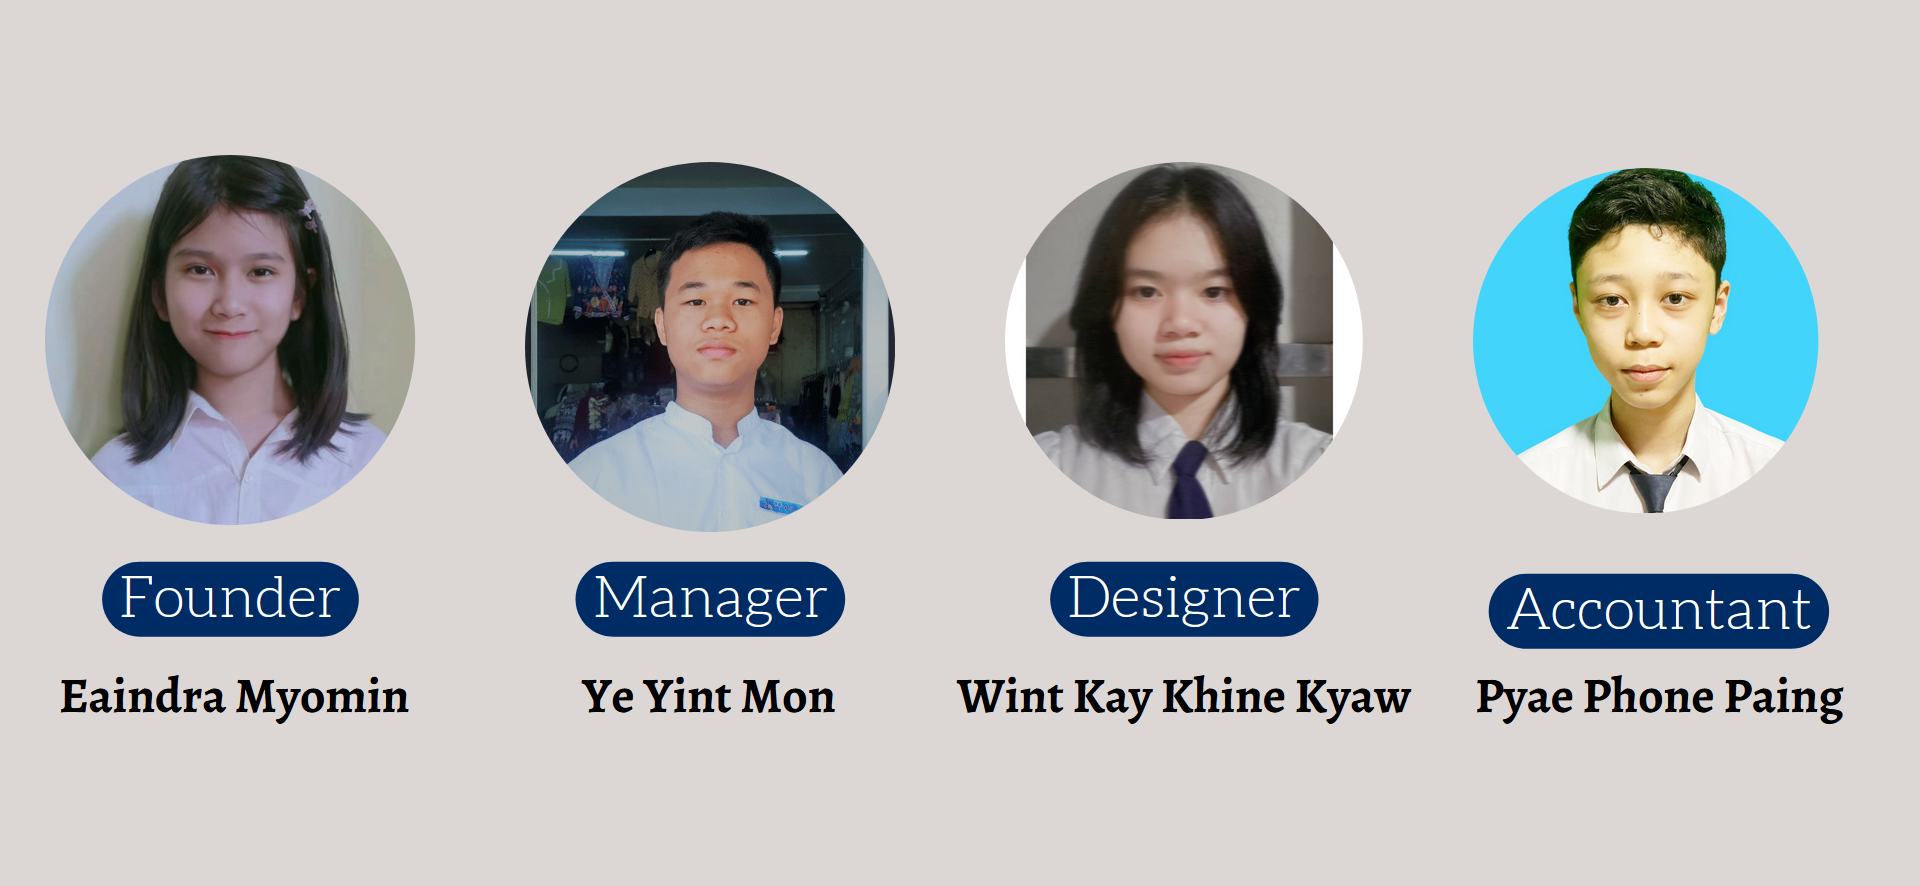 Founder
Eaindra Myomin
Manager
Ye Yint Mon
Designer
Wint Kay Khine Kyaw
Accountant
Pyae Phone Paing